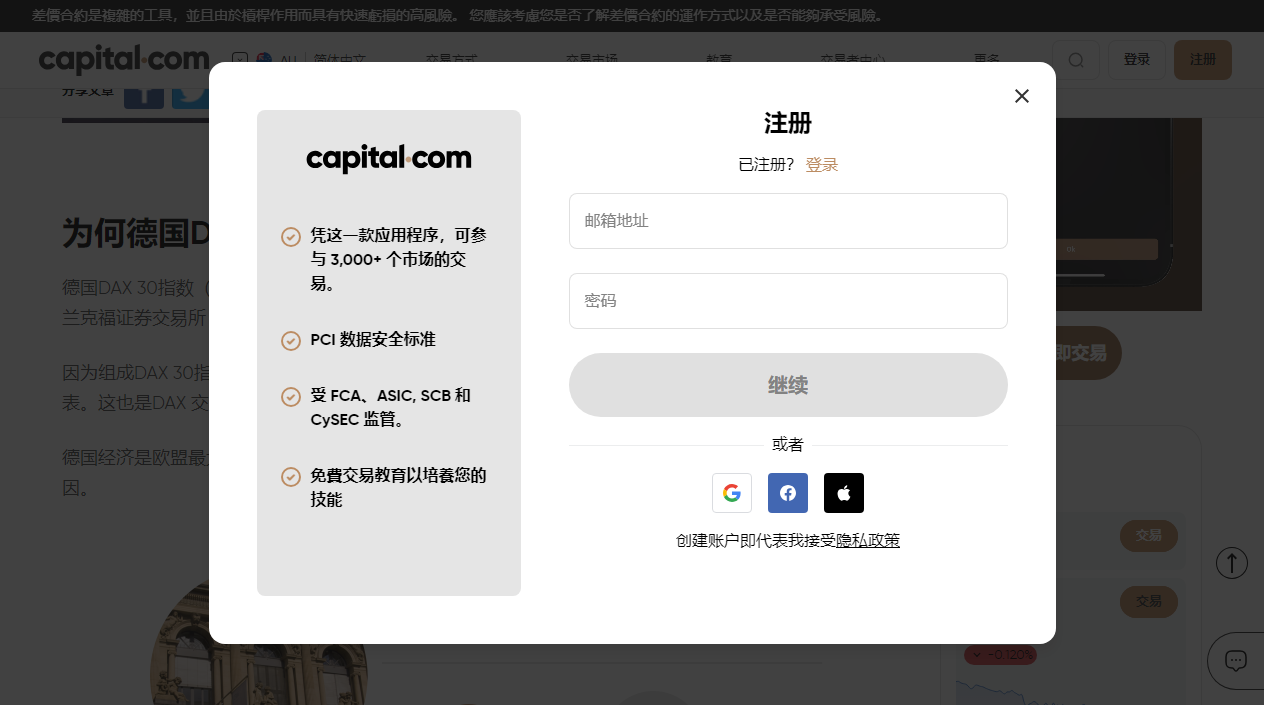 差價合約是複雜的工具，並且由於槓桿作用而具有快速虧損的高風險。 您應該考慮您是否了解差價合約的運作方式以及是否能夠承受風險。
capital.com
AU 简体中文 交易方式 交易市场 教育 交易者中心 更多 登录 注册
分享文章
为何德国D
德国DAX 30指数（
兰克福证券交易所
因为组成DAX 30指
表。这也是DAX 交
德国经济是欧盟最
因。
capital.com
凭这一款应用程序，可参
与 3,000+ 个市场的交
易。
PCI 数据安全标准
受 FCA、ASIC, SCB 和
CySEC 监管。
免費交易教育以培養您的
技能
注册
已注册？ 登录
邮箱地址
密码
继续
或者
创建账户即代表我接受隐私政策
Ok
即交易
交易
交易
-0.120%